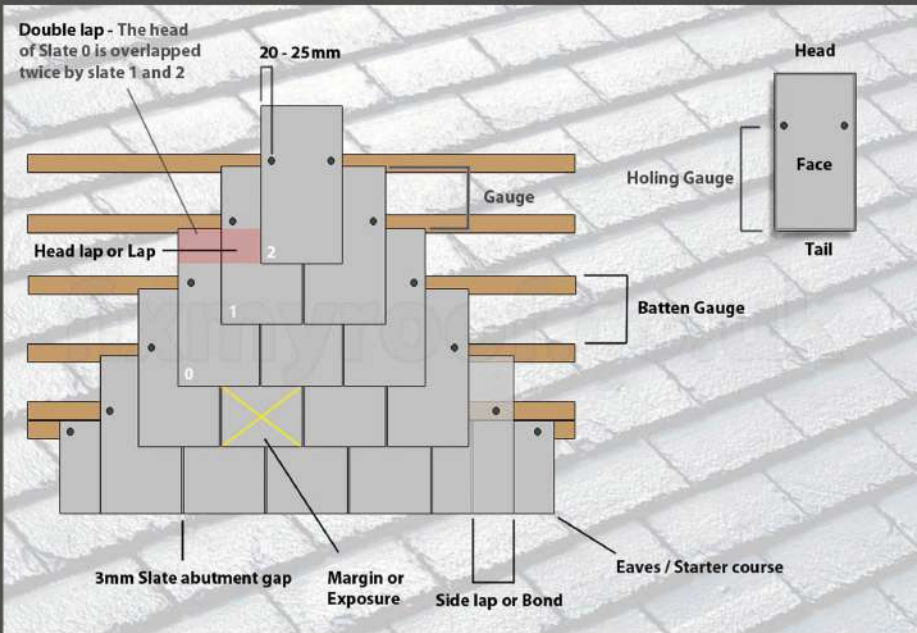 Double lap - The head
of Slate 0 is overlapped
twice by slate 1 and 2
20 - 25mm
Head
Holing Gauge
Face
Tail
Gauge
Head lap or Lap
2
1
0
Batten Gauge
3mm Slate abutment gap
Margin or
Exposure
Side lap or Bond
Eaves / Starter course